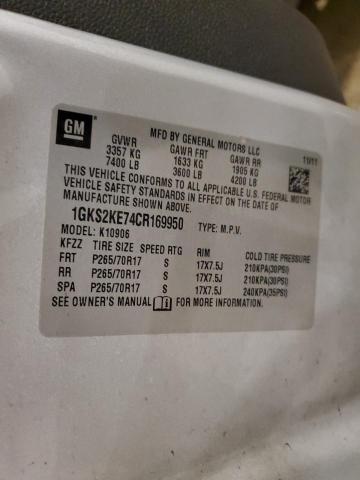 GM
MFD BY GENERAL MOTORS LLC
11/11
GVWR GAWR FRT GAWR RR
3357 KG 1633 KG 1905 KG
7400 LB 3600 LB 4200 LB
THIS VEHICLE CONFORMS TO ALL APPLICABLE U.S. FEDERAL MOTOR
VEHICLE SAFETY STANDARDS IN EFFECT ON THE DATE OF
MANUFACTURE SHOWN ABOVE.
1GKS2KE74CR169950 TYPE: M.P.V.
MODEL: K10906
KFZZ TIRE SIZE SPEED RTG RIM COLD TIRE PRESSURE
FRT P265/70R17 S 17X7.5J 210KPA(30PSI)
RR P265/70R17 S 17X7.5J 210KPA(30PSI)
SPA P265/70R17 S 17X7.5J 240KPA(35PSI)
SEE OWNER'S MANUAL FOR MORE INFORMATION.